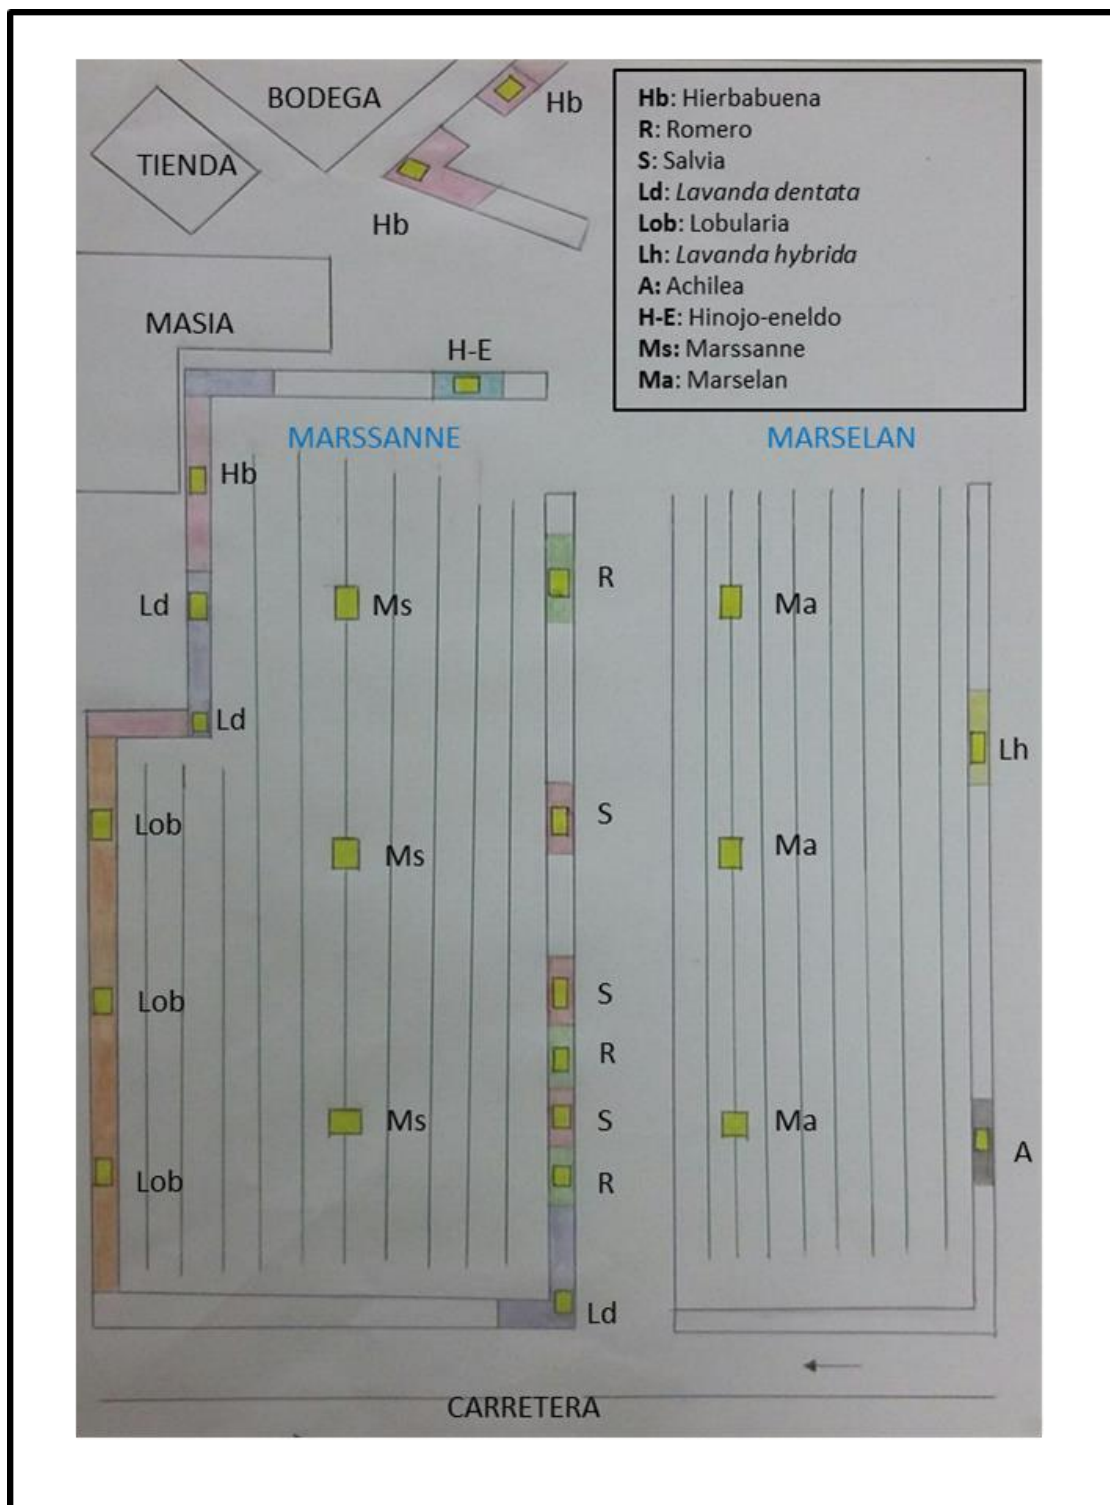 BODEGA
Hb
TIENDA
Hb
Hb: Hierbabuena
R: Romero
S: Salvia
Ld: Lavanda dentata
Lob: Lobularia
Lh: Lavanda hybrida
A: Achilea
H-E: Hinojo-eneldo
Ms: Marssanne
Ma: Marselan
MASIA
H-E
MARSSANNE
MARSELAN
Hb
R
Ld
Ms
Ma
Ld
Lh
S
Lob
Ms
Ma
S
Lob
R
Ms
S
Ma
A
Lob
R
Ld
CARRETERA